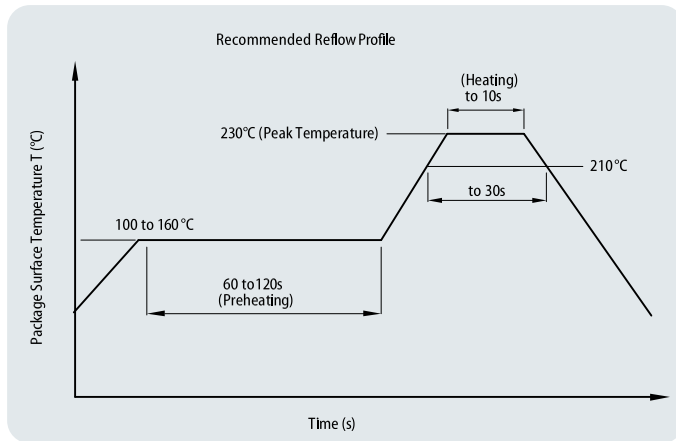 Recommended Reflow Profile
(Heating)
to 10s
230°C (Peak Temperature)
210°C
to 30s
100 to 160°C
60 to120s
(Preheating)
Package Surface Temperature T (°C)
Time (s)